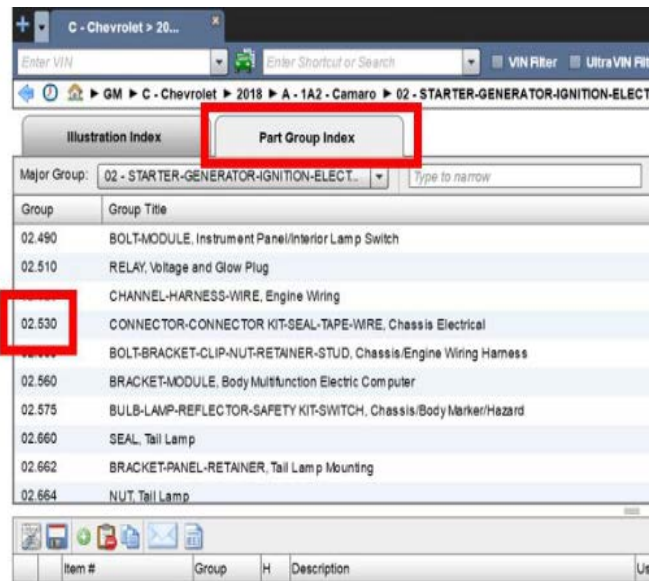 C - Chevrolet > 20...
Enter VIN
Enter Shortcut or Search
VIN Filter
UltraVIN Filt
GM ► C - Chevrolet ► 2018 ► A - 1A2 - Camaro ► 02 - STARTER-GENERATOR-IGNITION-ELECT
Illustration Index
Part Group Index
Major Group: 02 - STARTER-GENERATOR-IGNITION-ELECT.. Type to narrow
Group Group Title
02.490 BOLT-MODULE, Instrument Panel/Interior Lamp Switch
02.510 RELAY, Voltage and Glow Plug
CHANNEL-HARNESS-WIRE, Engine Wiring
02.530 CONNECTOR-CONNECTOR KIT-SEAL-TAPE-WIRE, Chassis Electrical
BOLT-BRACKET-CLIP-NUT-RETAINER-STUD, Chassis/Engine Wiring Harness
02.560 BRACKET-MODULE, Body Multifunction Electric Computer
02.575 BULB-LAMP-REFLECTOR-SAFETY KIT-SWITCH, Chassis/Body Marker/Hazard
02.660 SEAL, Tail Lamp
02.662 BRACKET-PANEL-RETAINER, Tail Lamp Mounting
02.664 NUT, Tail Lamp
Item # Group H Description Us